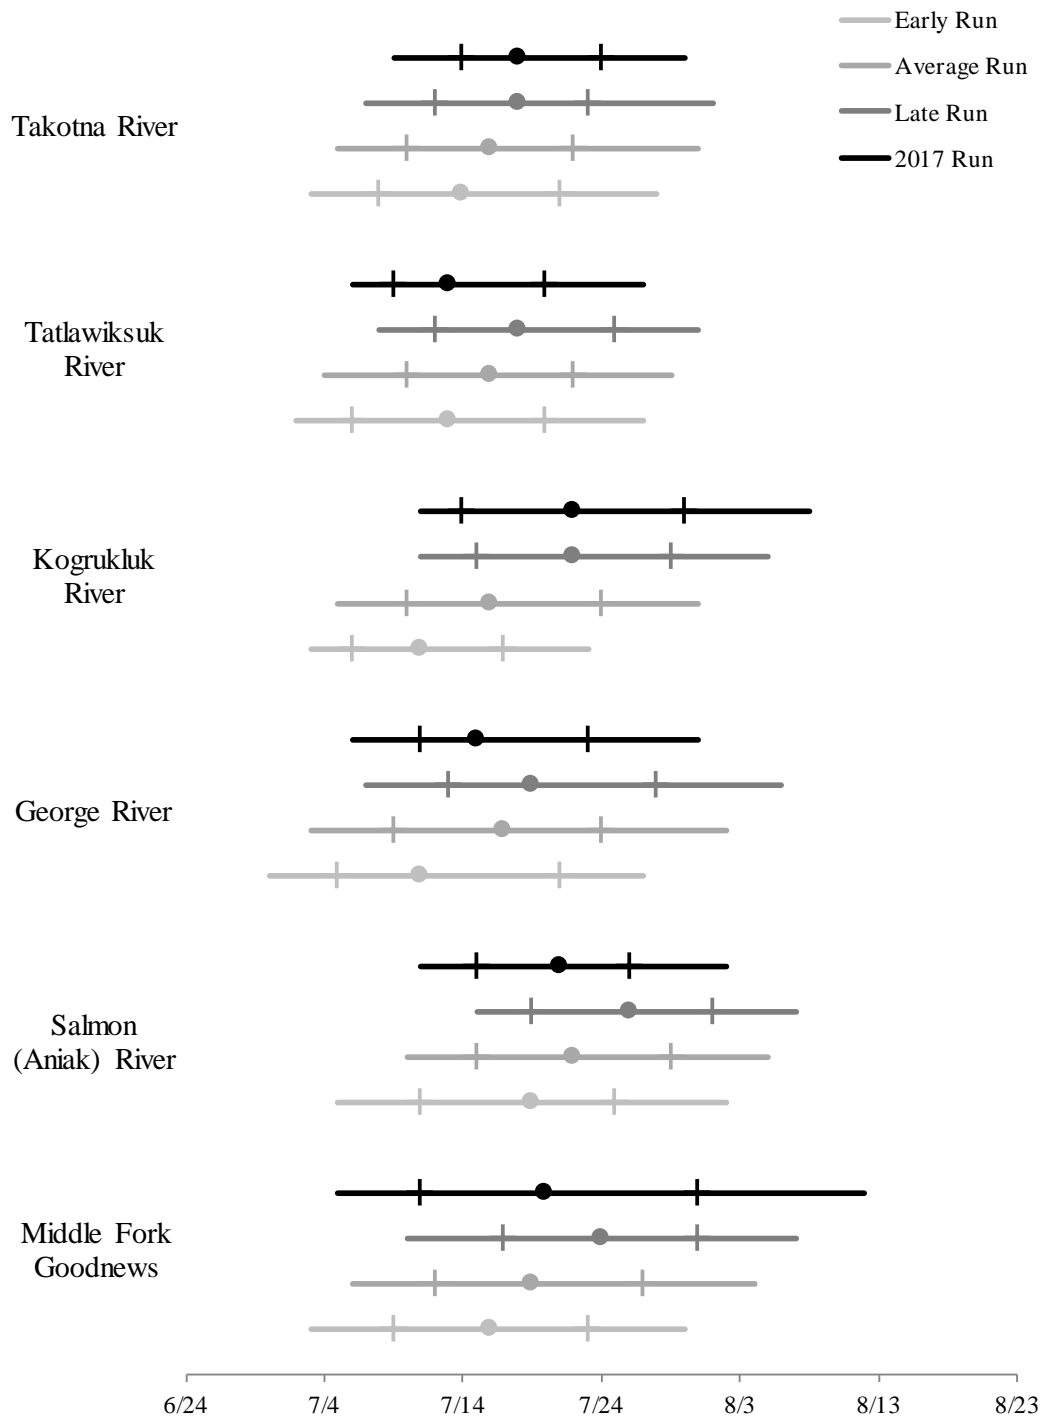 Early Run
Average Run
Late Run
2017 Run
Takotna River
Tatlawiksuk
River
Kogrukluk
River
George River
Salmon
(Aniak) River
Middle Fork
Goodnews
6/24 7/4 7/14 7/24 8/3 8/13 8/23